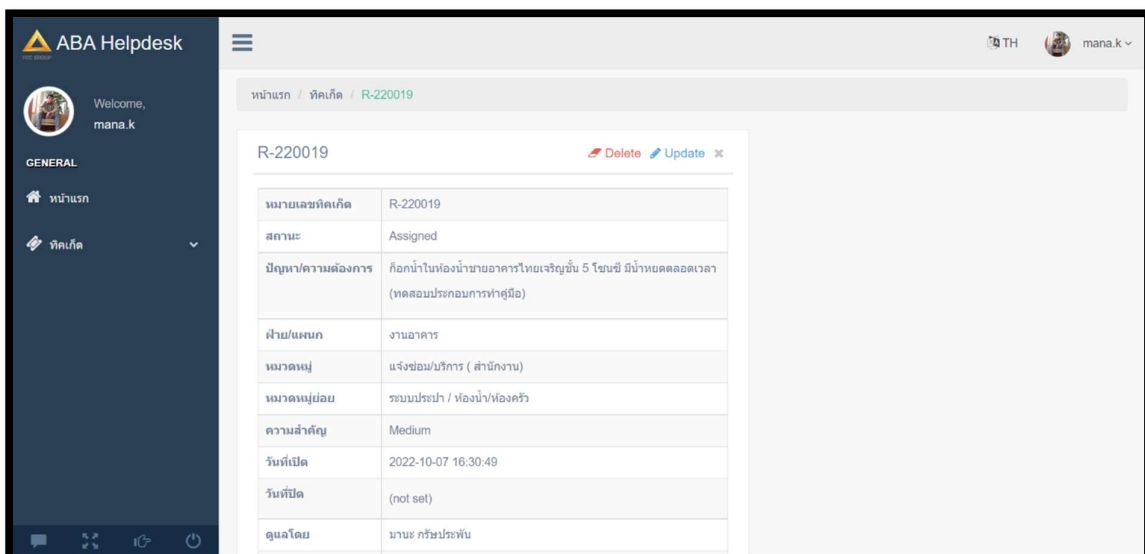 ABA Helpdesk
TCC GROUP
TH
mana.k
Welcome,
mana.k
GENERAL
หน้าแรก
ทิคเก็ต
หน้าแรก / ทิคเก็ต / R-220019
R-220019
Delete
Update
หมายเลขทิคเก็ต R-220019
สถานะ Assigned
ปัญหา/ความต้องการ ก็อกน้ำในห้องน้ำชายอาคารไทยเจริญชั้น 5 โซนซี มีน้ำหยดตลอดเวลา
(ทดสอบประกอบการทำคู่มือ)
ฝ่าย/แผนก งานอาคาร
หมวดหมู่ แจ้งซ่อม/บริการ ( สำนักงาน)
หมวดหมู่ย่อย ระบบประปา / ห้องน้ำ/ห้องครัว
ความสำคัญ Medium
วันที่เปิด 2022-10-07 16:30:49
วันที่ปิด (not set)
ดูแลโดย มานะ กรัษประพัน